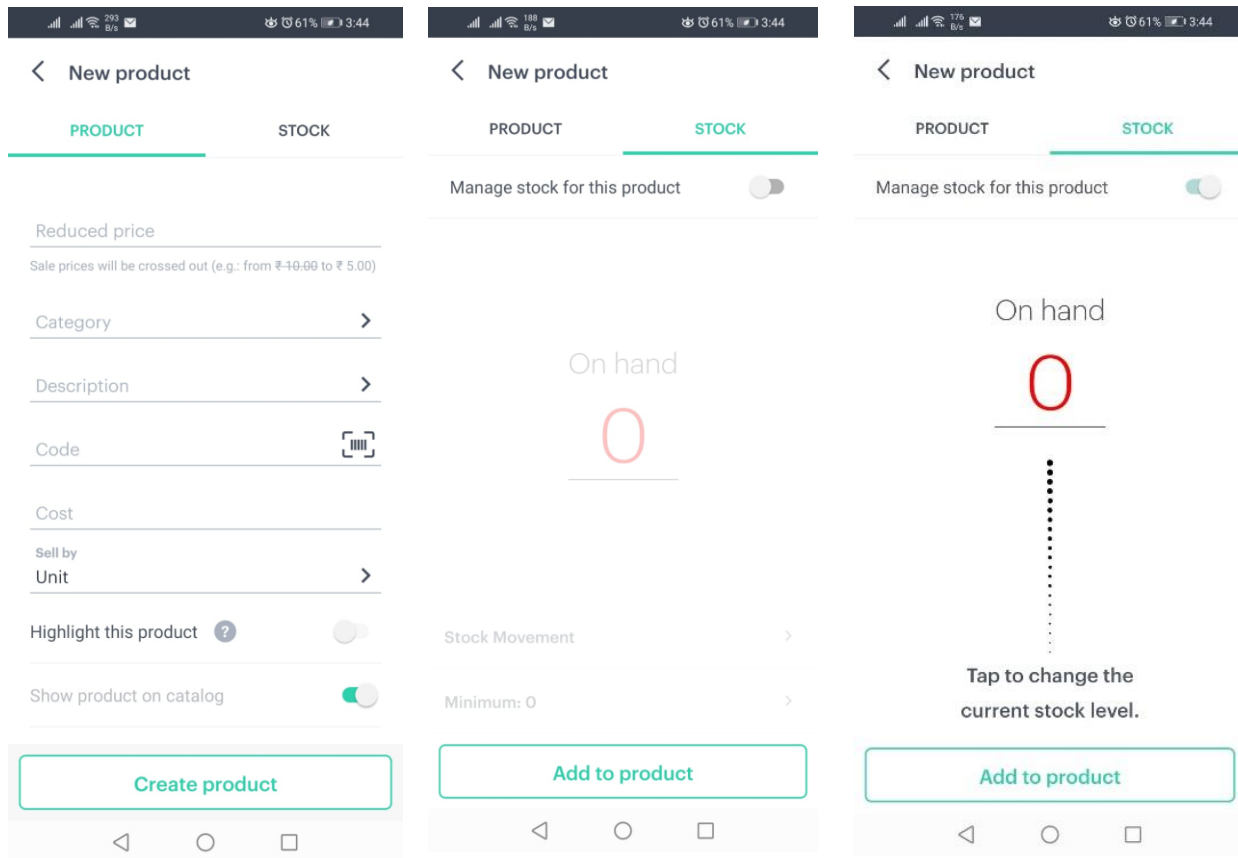 293 B/s 61% 3:44
New product
PRODUCT STOCK
Reduced price
Sale prices will be crossed out (e.g.: from ₹ 10.00 to ₹ 5.00)
Category
Description
Code
Cost
Sell by
Unit
Highlight this product ?
Show product on catalog
Create product
188 B/s 61% 3:44
New product
PRODUCT STOCK
Manage stock for this product
On hand
0
Stock Movement
Minimum: 0
Add to product
176 B/s 61% 3:44
New product
PRODUCT STOCK
Manage stock for this product
On hand
0
Tap to change the
current stock level.
Add to product